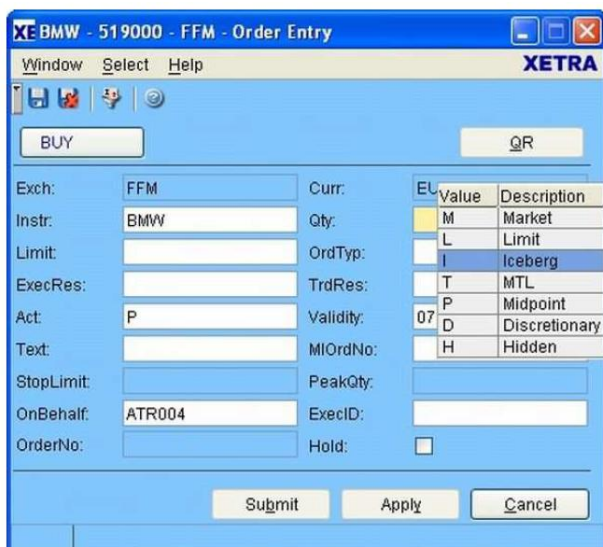 XE BMW - 519000 - FFM - Order Entry
Window Select Help XETRA
BUY QR
Exch: FFM Curr: EU
Value Description
Instr: BMW Qty: M Market
Limit: OrdTyp: L Limit
I Iceberg
ExecRes: TrdRes: T MTL
Act: P Validity: 07 P Midpoint
D Discretionary
Text: MIOrdNo: H Hidden
StopLimit: PeakQty:
OnBehalf: ATR004 ExecID:
OrderNo: Hold:
Submit Apply Cancel